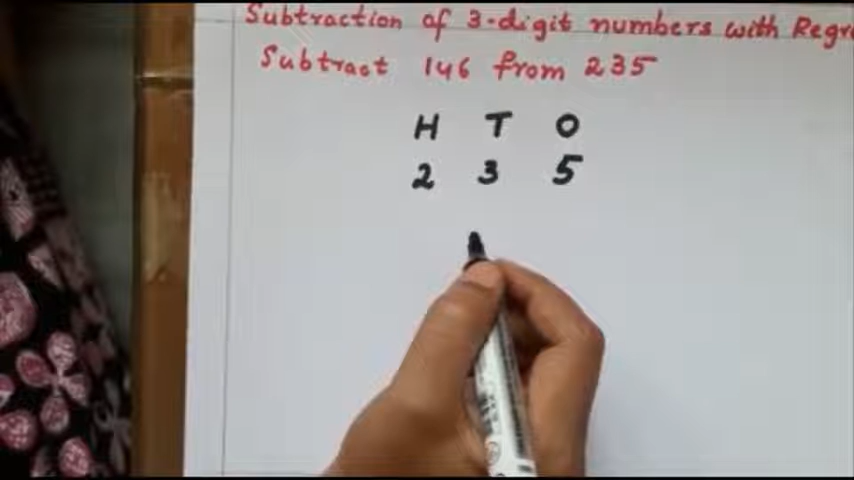 Subtraction of 3-digit numbers with
Subtract 146 from 235
H T O
2 3 5